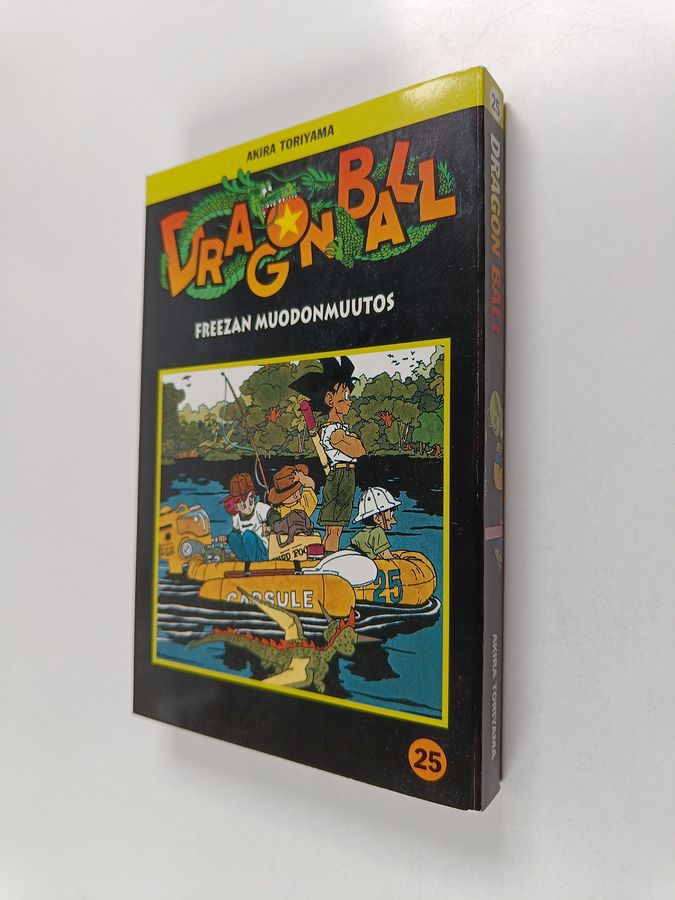 AKIRA TORIYAMA
DRAGON BALL
FREEZAN MUODONMUUTOS
CAPSULE
25
25
25
DRAGON BALL
AKIRA TORIYAMA